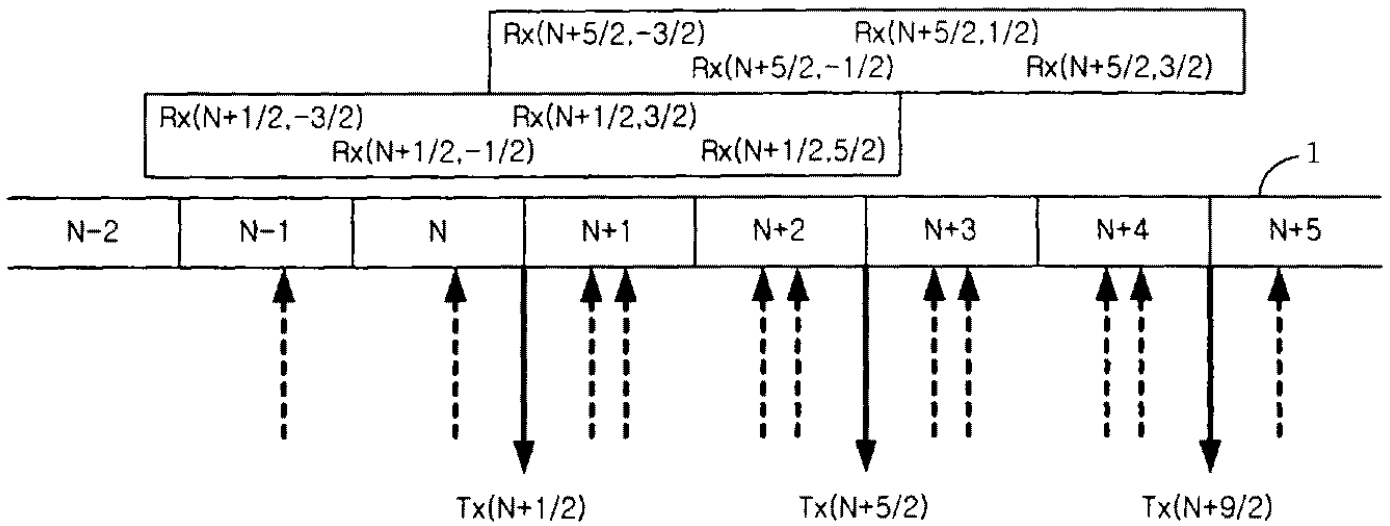 Rx(N+5/2,-3/2) Rx(N+5/2,1/2)
Rx(N+5/2,-1/2) Rx(N+5/2,3/2)
Rx(N+1/2,-3/2) Rx(N+1/2,3/2)
Rx(N+1/2,-1/2) Rx(N+1/2,5/2)
1
N-2 N-1 N N+1 N+2 N+3 N+4 N+5
Tx(N+1/2) Tx(N+5/2) Tx(N+9/2)